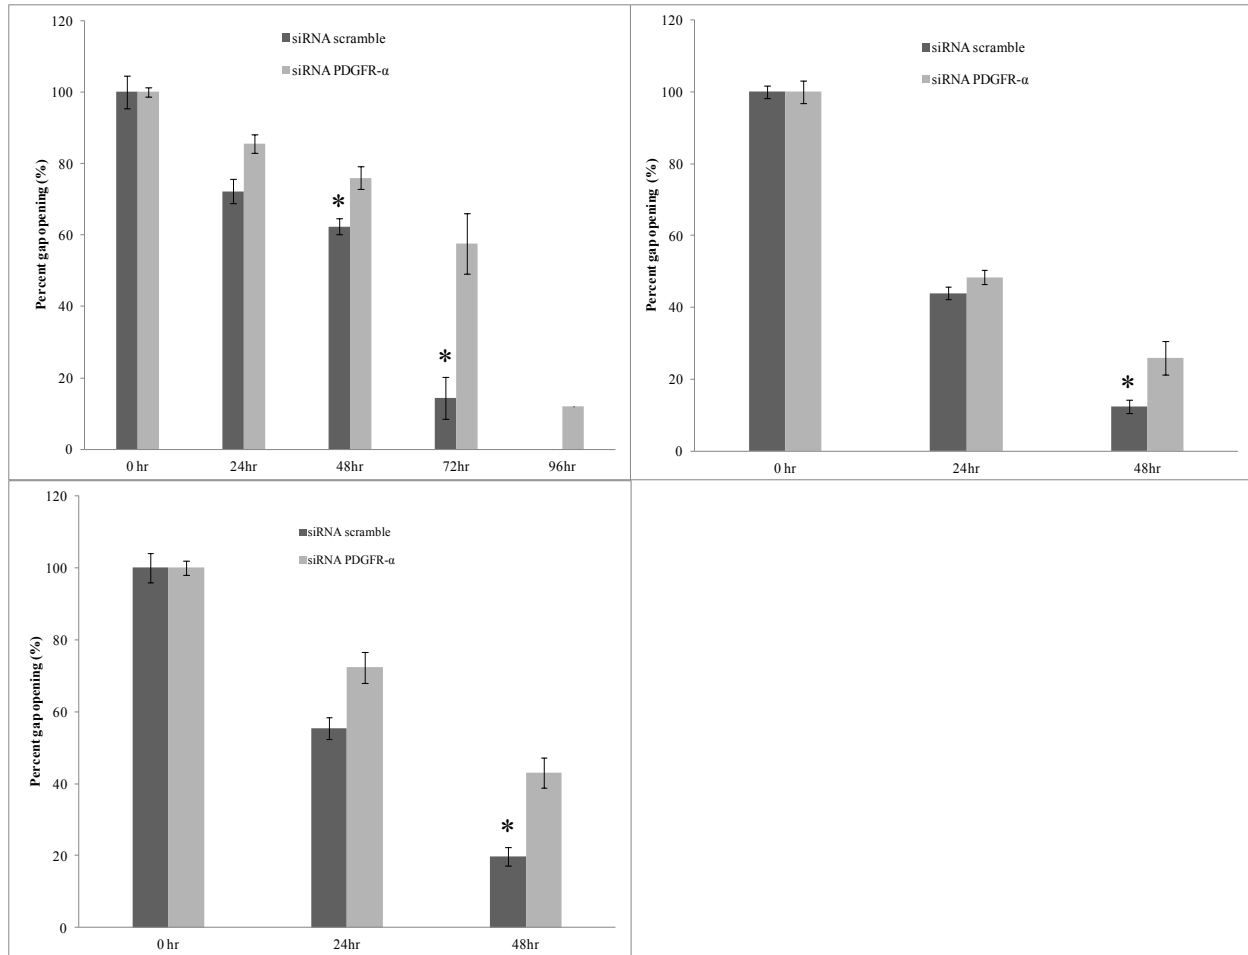 120
100
80
60
40
20
0
Percent gap opening (%)
siRNA scramble
siRNA PDGFR-α
*
*
0 hr 24hr 48hr 72hr 96hr
120
100
80
60
40
20
0
Percent gap opening (%)
siRNA scramble
siRNA PDGFR-α
*
0 hr 24hr 48hr
120
100
80
60
40
20
0
Percent gap opening (%)
siRNA scramble
siRNA PDGFR-α
*
0 hr 24hr 48hr